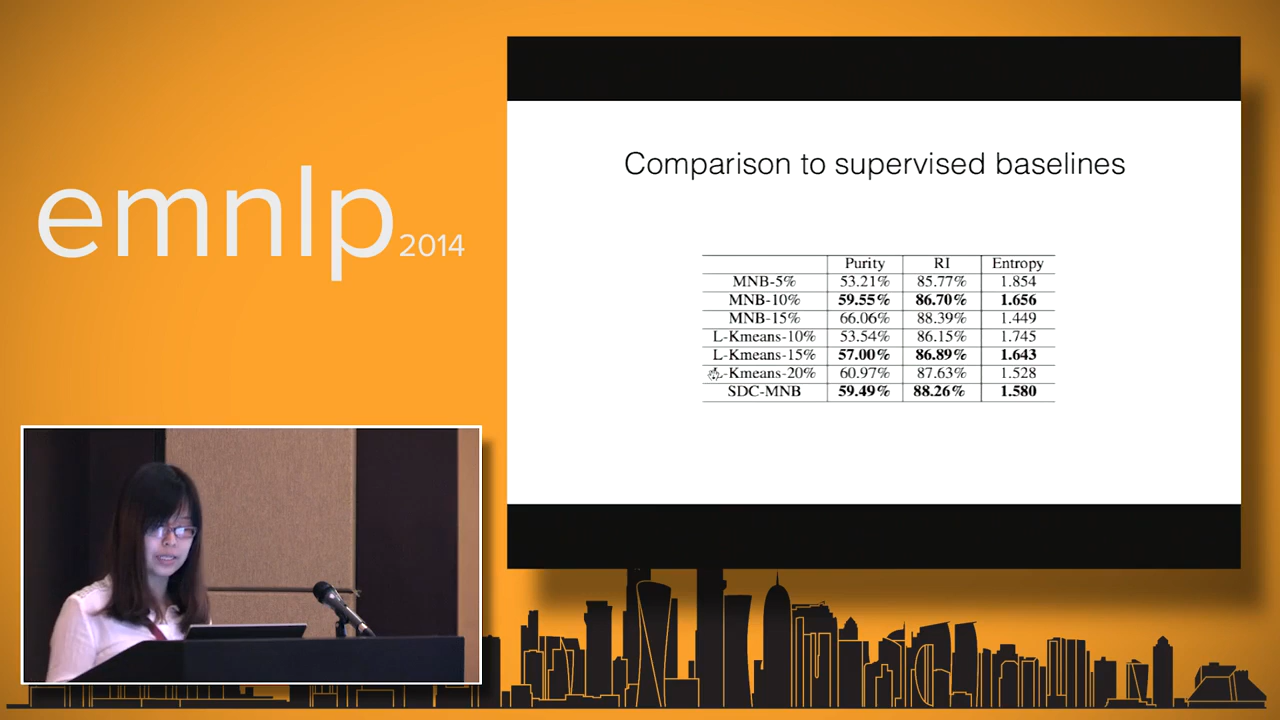 emnlp 2014
Comparison to supervised baselines
Purity RI Entropy
MNB-5% 53.21% 85.77% 1.854
MNB-10% 59.55% 86.70% 1.656
MNB-15% 66.06% 88.39% 1.449
L-Kmeans-10% 53.54% 86.15% 1.745
L-Kmeans-15% 57.00% 86.89% 1.643
L-Kmeans-20% 60.97% 87.63% 1.528
SDC-MNB 59.49% 88.26% 1.580